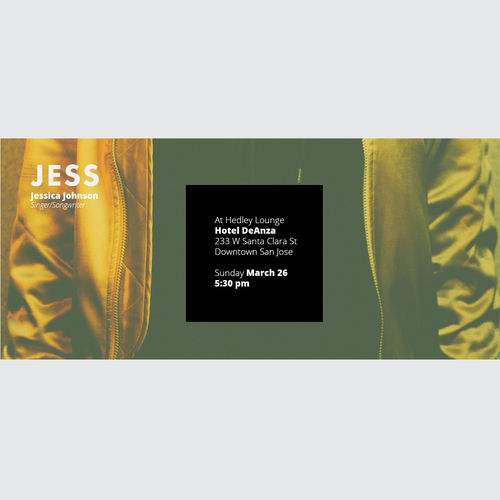 JESS
Jessica Johnson
Singer/Songwriter
At Hedley Lounge
Hotel DeAnza
233 W Santa Clara St
Downtown San Jose
Sunday March 26
5:30 pm